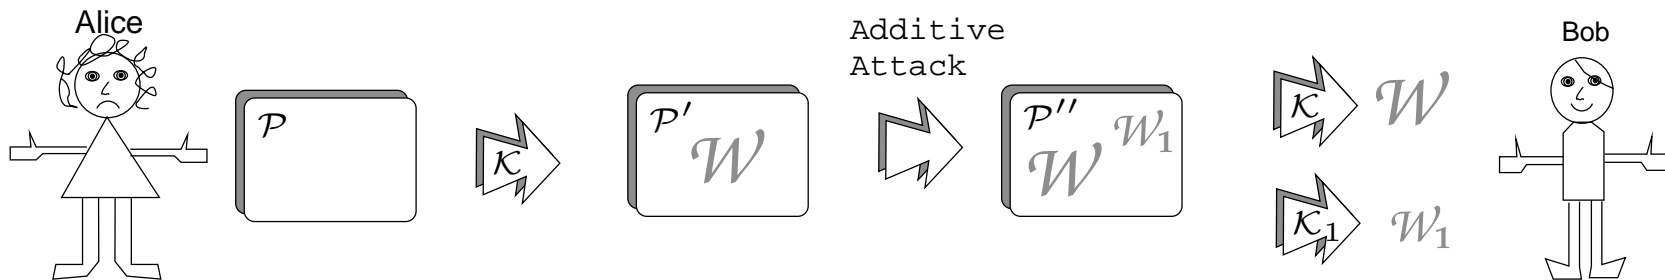 Alice
𝒫
𝒦
𝒫′
𝒲
Additive
Attack
𝒫′′
𝒲₁
𝒲
𝒦
𝒲
𝒦₁
𝒲₁
Bob